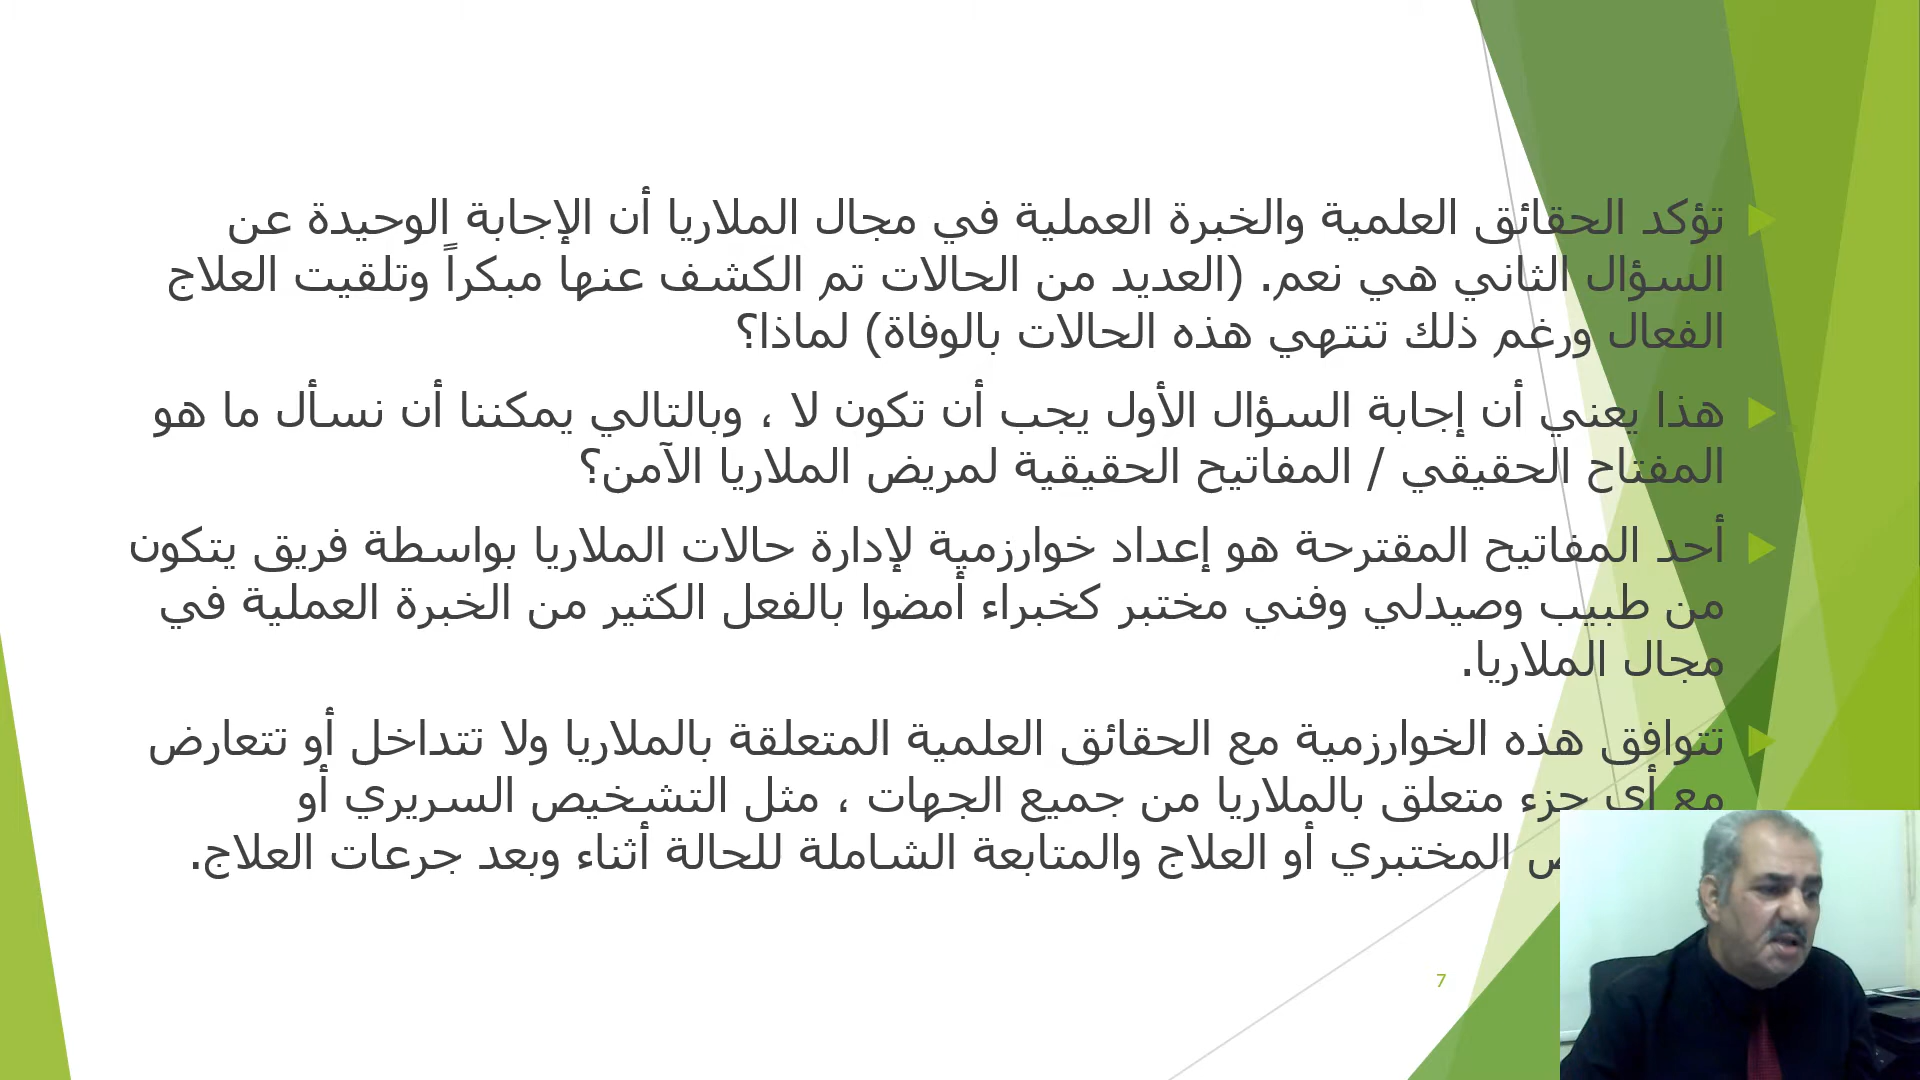 تؤكد الحقائق العلمية والخبرة العملية في مجال الملاريا أن الإجابة الوحيدة عن
السؤال الثاني هي نعم. (العديد من الحالات تم الكشف عنها مبكراً وتلقيت العلاج
الفعال ورغم ذلك تنتهي هذه الحالات بالوفاة) لماذا؟
هذا يعني أن إجابة السؤال الأول يجب أن تكون لا ، وبالتالي يمكننا أن نسأل ما هو
المفتاح الحقيقي / المفاتيح الحقيقية لمريض الملاريا الآمن؟
أحد المفاتيح المقترحة هو إعداد خوارزمية لإدارة حالات الملاريا بواسطة فريق يتكون
من طبيب وصيدلي وفني مختبر كخبراء أمضوا بالفعل الكثير من الخبرة العملية في
مجال الملاريا.
تتوافق هذه الخوارزمية مع الحقائق العلمية المتعلقة بالملاريا ولا تتداخل أو تتعارض
مع أي جزء متعلق بالملاريا من جميع الجهات ، مثل التشخيص السريري أو
المختبري أو العلاج والمتابعة الشاملة للحالة أثناء وبعد جرعات العلاج.
7